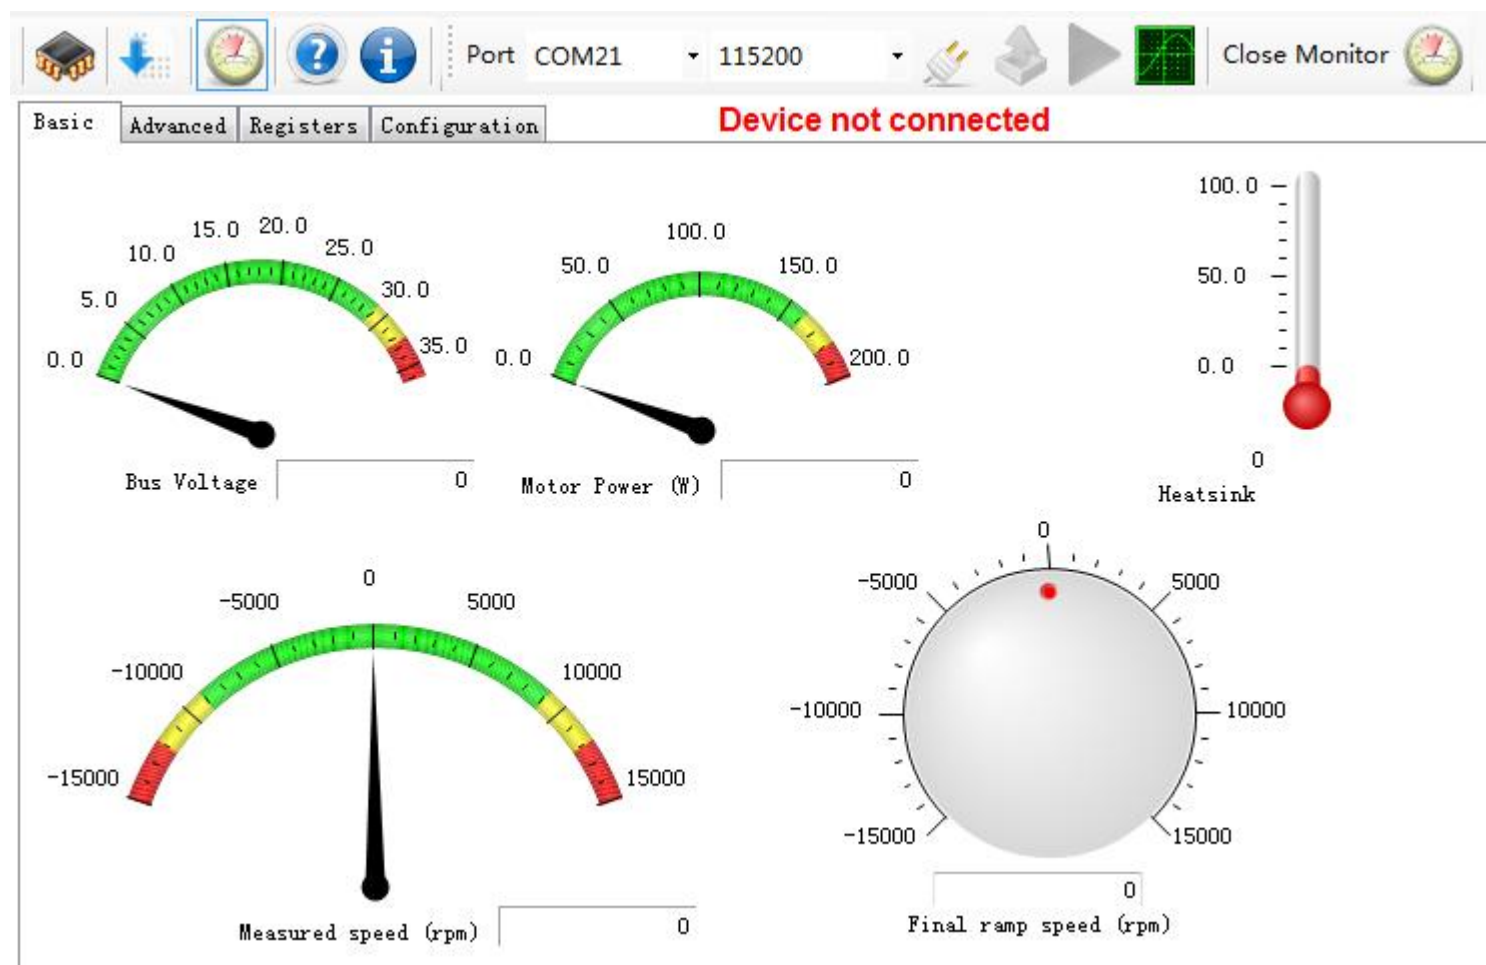 Port COM21 115200 Close Monitor
Basic Advanced Registers Configuration Device not connected
0.0 5.0 10.0 15.0 20.0 25.0 30.0 35.0
Bus Voltage 0
0.0 50.0 100.0 150.0 200.0
Motor Power (W) 0
100.0
50.0
0.0
0
Heatsink
-15000 -10000 -5000 0 5000 10000 15000
Measured speed (rpm) 0
-15000 -10000 -5000 0 5000 10000 15000
0
Final ramp speed (rpm)